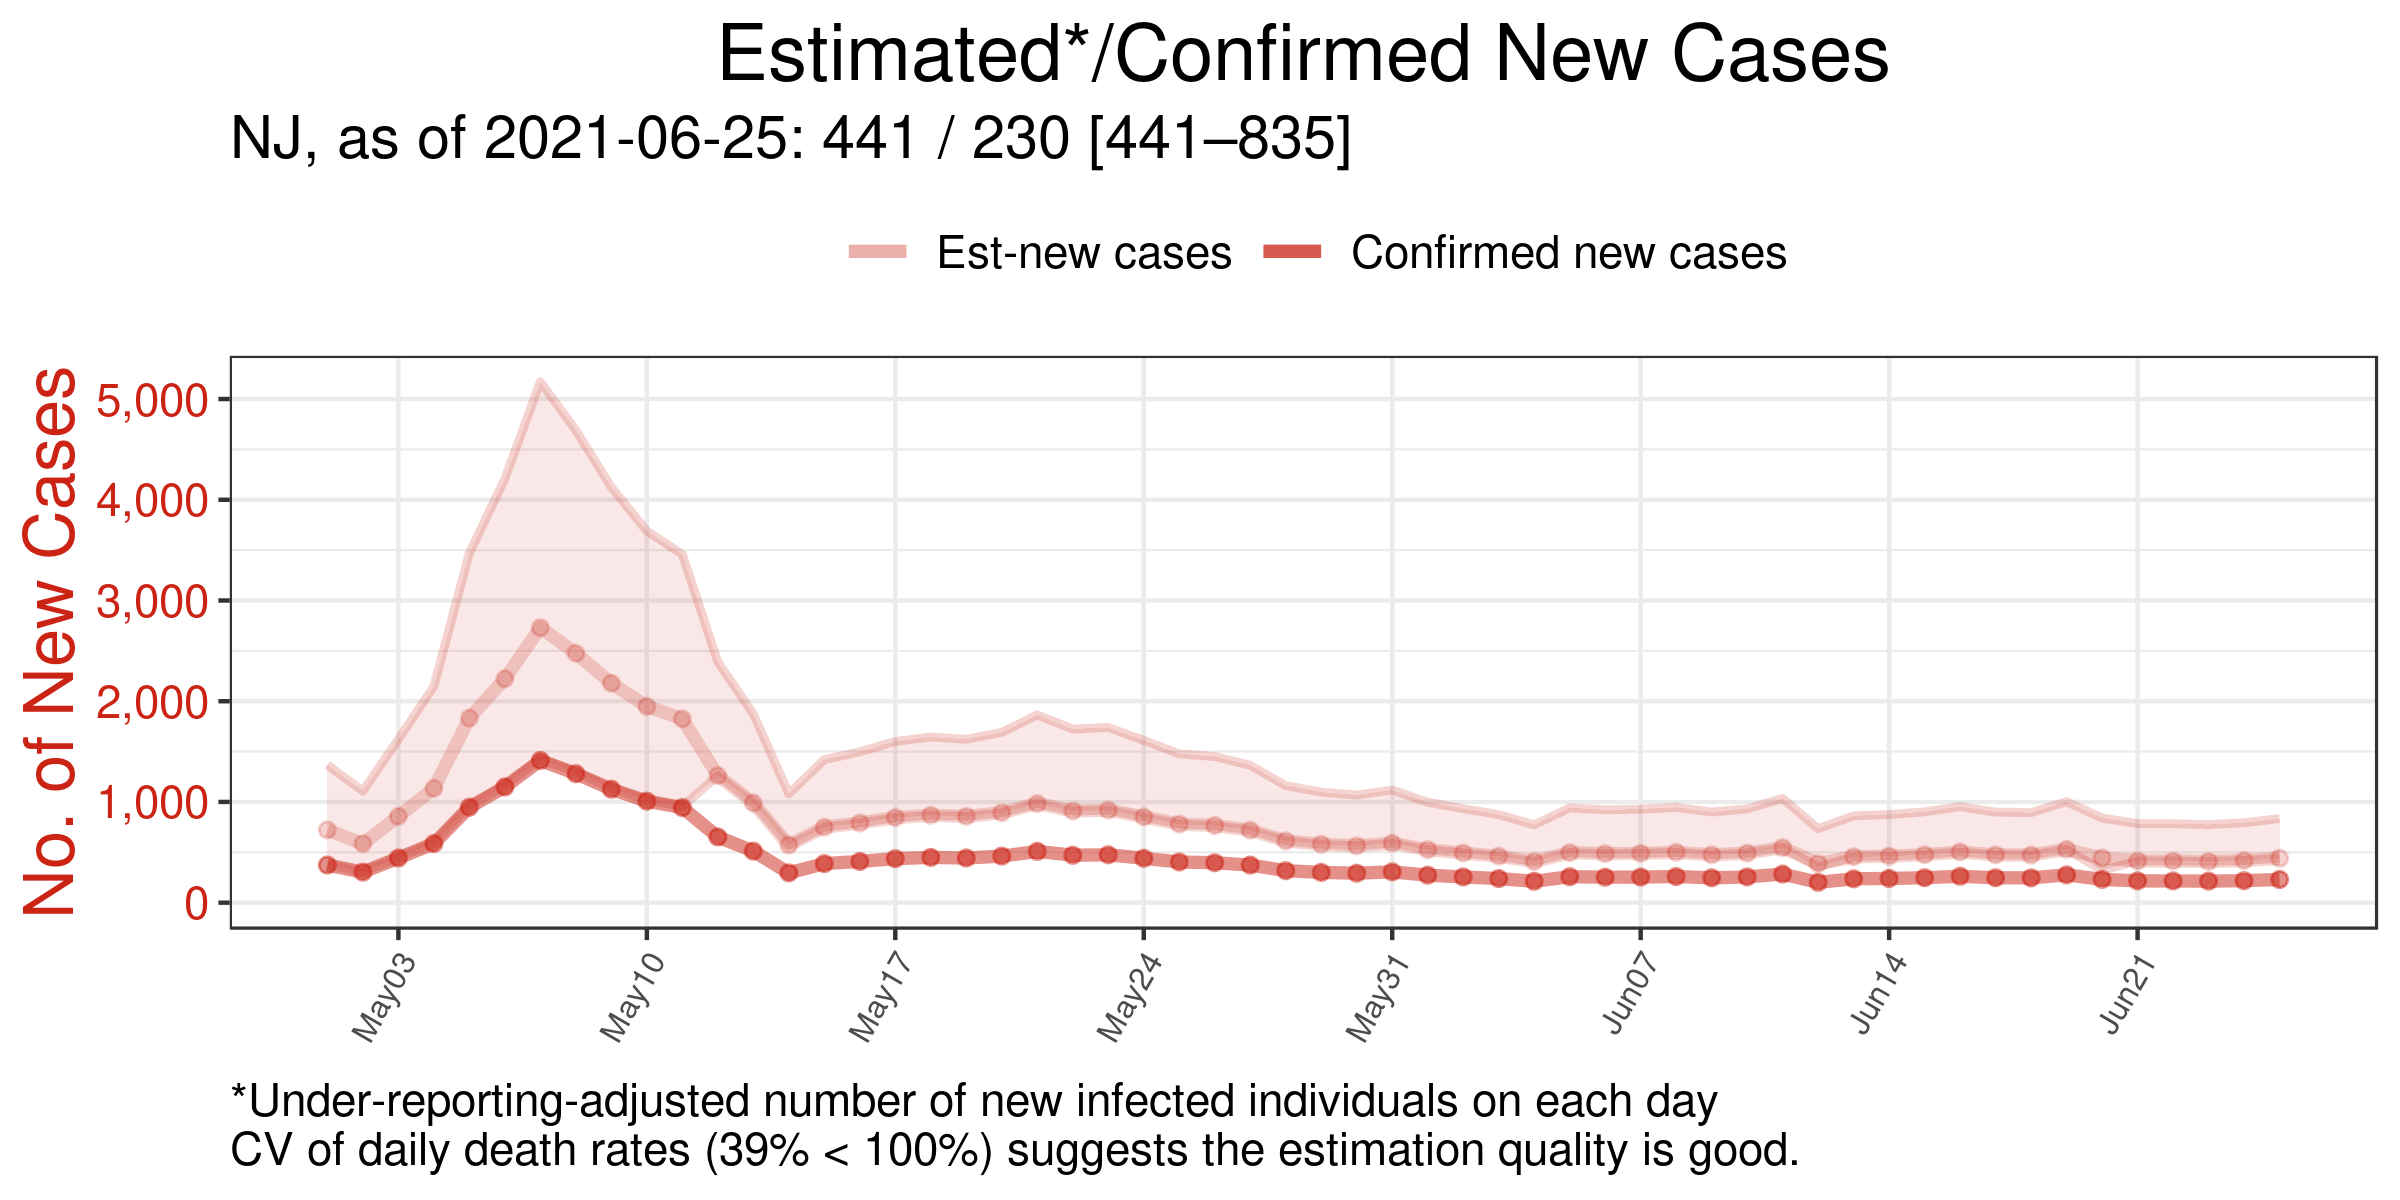 Estimated*/Confirmed New Cases
NJ, as of 2021-06-25: 441 / 230 [441–835]
Est-new cases
Confirmed new cases
No. of New Cases
5,000
4,000
3,000
2,000
1,000
0
May03
May10
May17
May24
May31
Jun07
Jun14
Jun21
*Under-reporting-adjusted number of new infected individuals on each day
CV of daily death rates (39% < 100%) suggests the estimation quality is good.